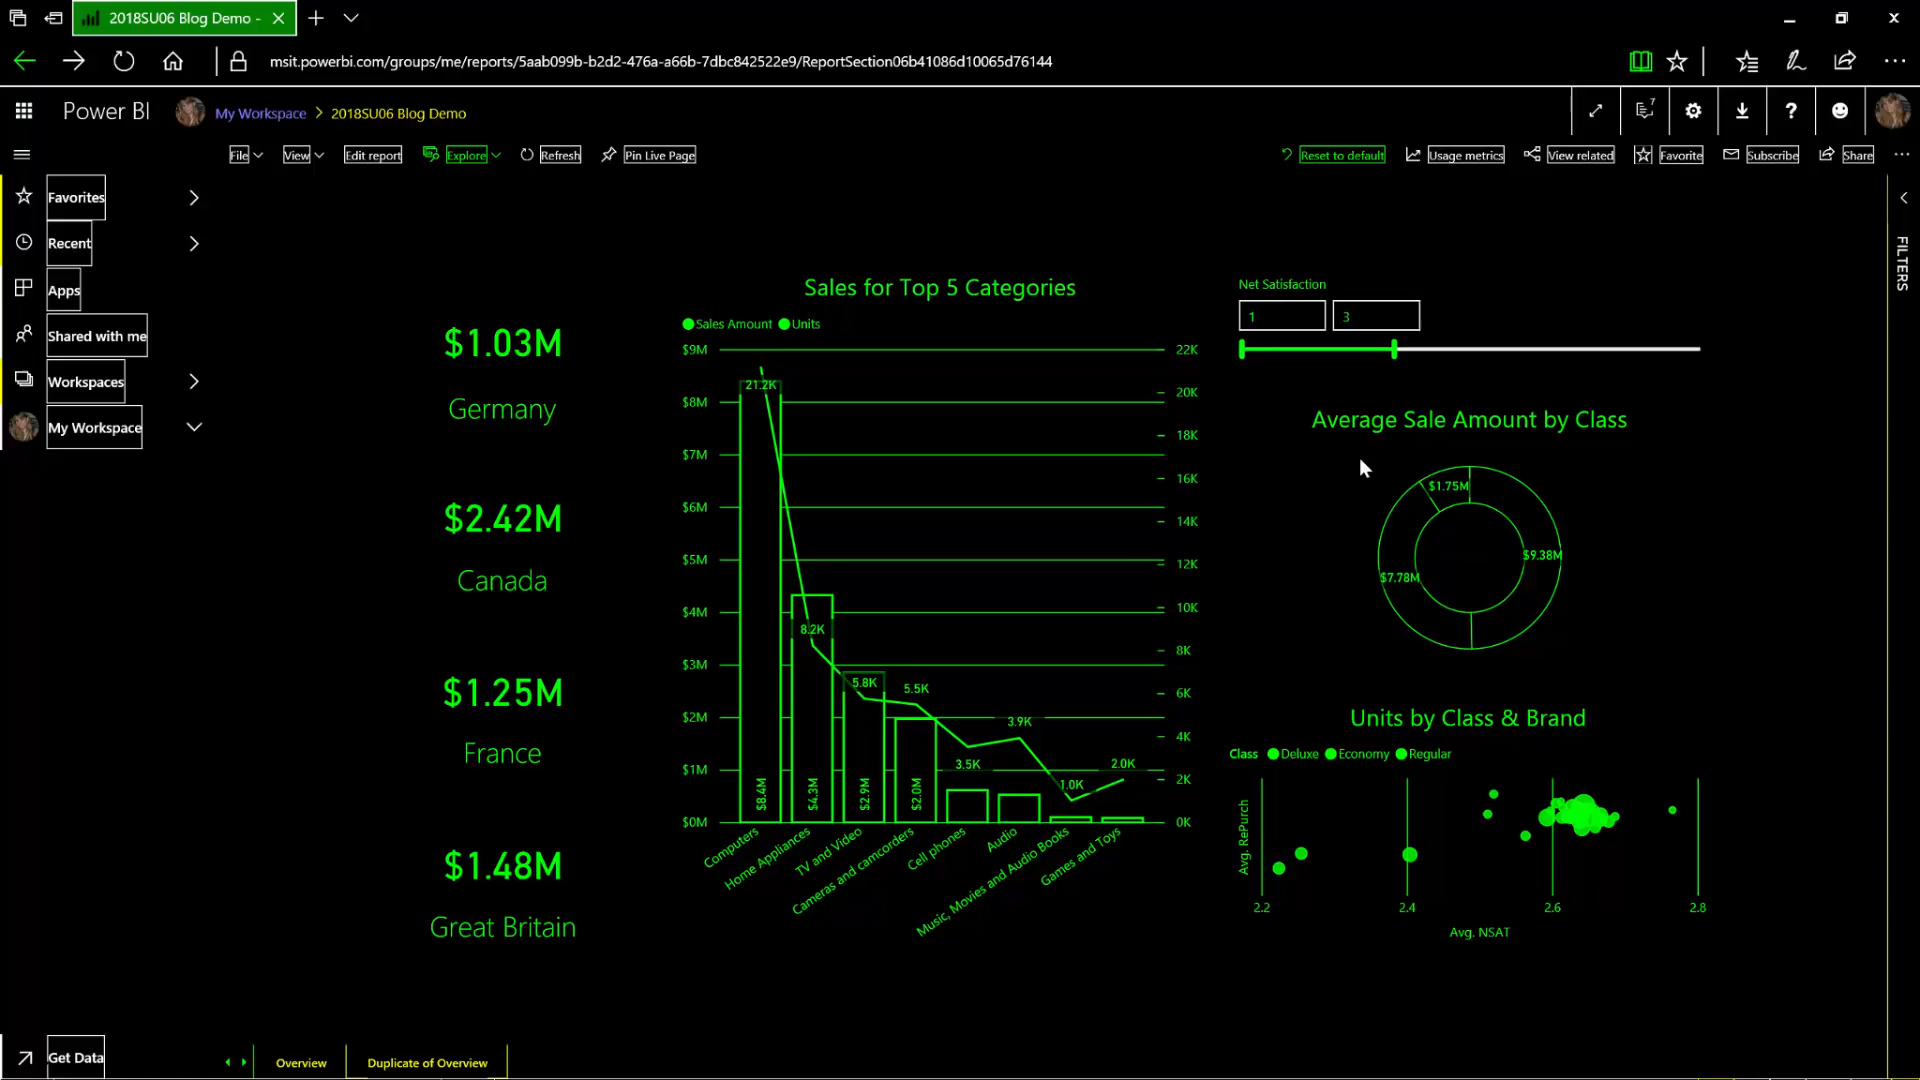 2018SU06 Blog Demo -
msit.powerbi.com/groups/me/reports/5aab099b-b2d2-476a-a66b-7dbc842522e9/ReportSection06b41086d10065d76144
Power BI My Workspace > 2018SU06 Blog Demo 7 ?
File View Edit report Explore Refresh Pin Live Page Reset to default Usage metrics View related Favorite Subscribe Share
Favorites
Recent
Apps
Shared with me
Workspaces
My Workspace
FILTERS
$1.03M
Germany
$2.42M
Canada
$1.25M
France
$1.48M
Great Britain
Sales for Top 5 Categories
Sales Amount Units
$9M
$8M
$7M
$6M
$5M
$4M
$3M
$2M
$1M
$0M
22K
20K
18K
16K
14K
12K
10K
8K
6K
4K
2K
0K
21.2K
8.2K
5.8K
5.5K
3.5K
3.9K
1.0K
2.0K
$8.4M
$4.3M
$2.9M
$2.0M
Computers
Home Appliances
TV and Video
Cameras and camcorders
Cell phones
Audio
Music, Movies and Audio Books
Games and Toys
Net Satisfaction
1 3
Average Sale Amount by Class
$1.75M
$9.38M
$7.78M
Units by Class & Brand
Class Deluxe Economy Regular
Avg. RePurch
2.2 2.4 2.6 2.8
Avg. NSAT
Get Data
Overview Duplicate of Overview